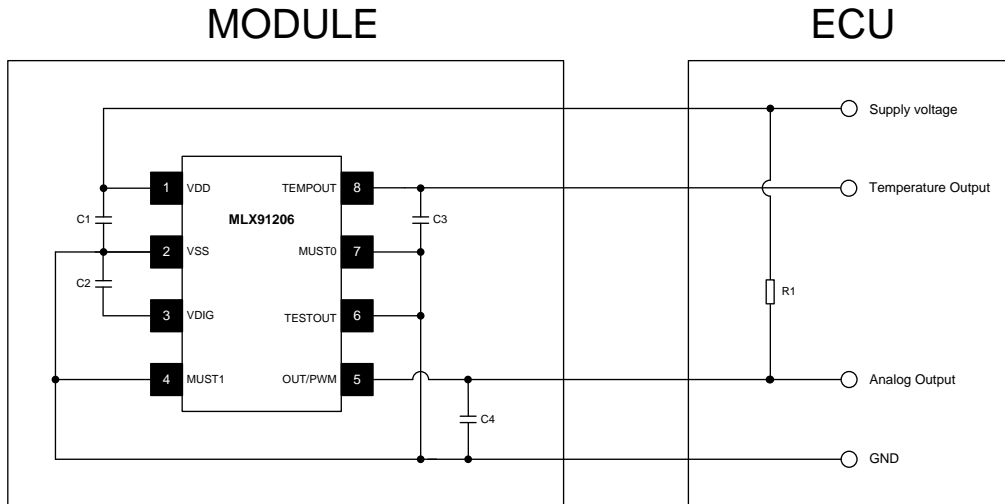 MODULE
ECU
Supply voltage
1 VDD
TEMPOUT 8
Temperature Output
C1
MLX91206
C3
2 VSS
MUST0 7
C2
R1
3 VDIG
TESTOUT 6
4 MUST1
OUT/PWM 5
Analog Output
C4
GND